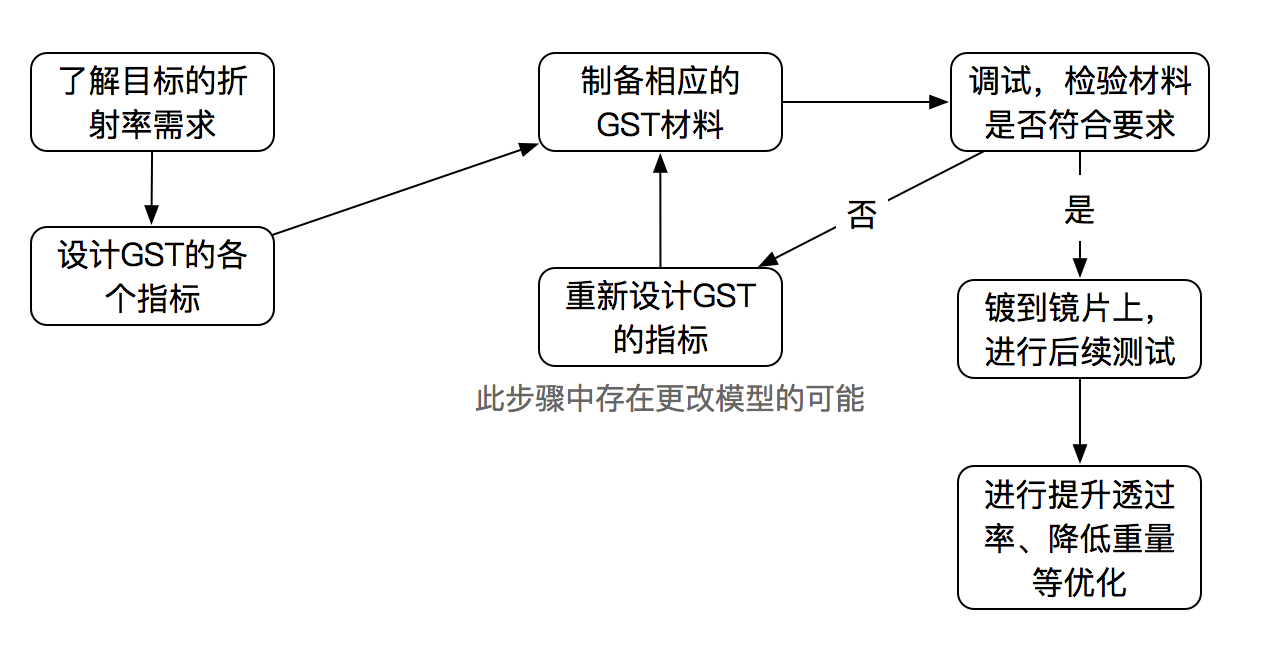 了解目标的折
射率需求
设计GST的各
个指标
制备相应的
GST材料
调试，检验材料
是否符合要求
否
是
重新设计GST
的指标
此步骤中存在更改模型的可能
镀到镜片上，
进行后续测试
进行提升透过
率、降低重量
等优化